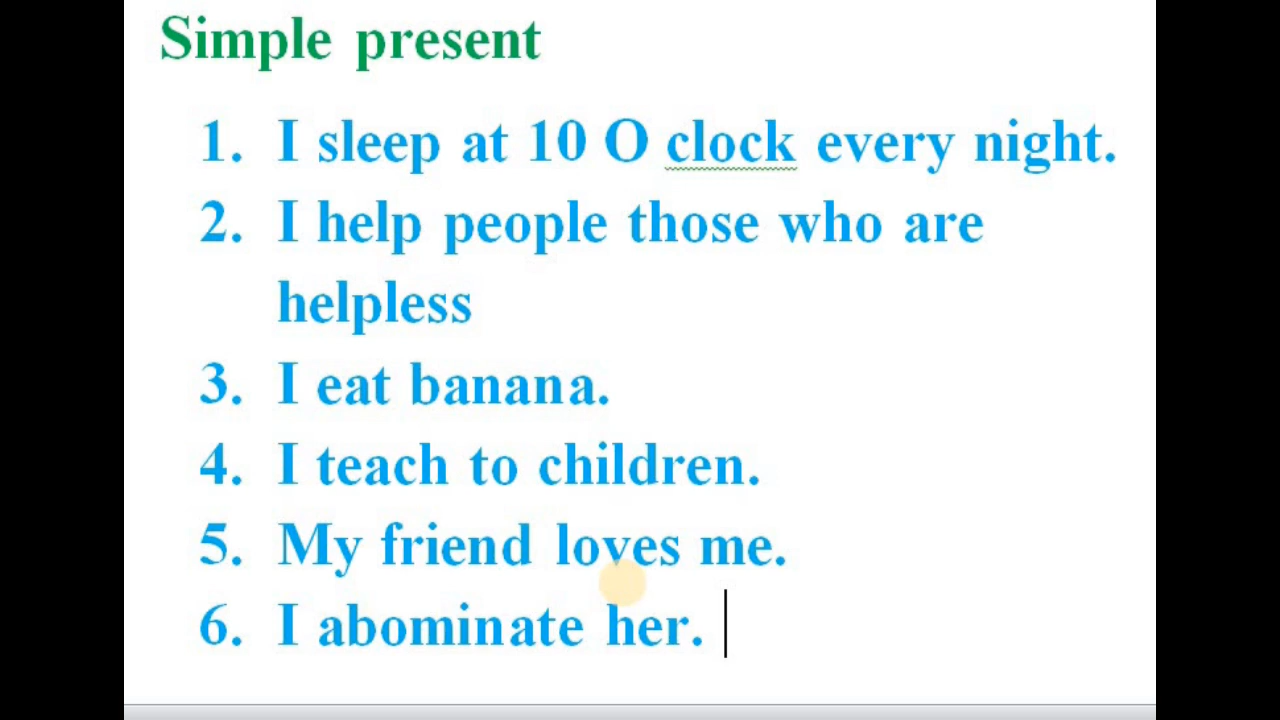 Simple present
1. I sleep at 10 O clock every night.
2. I help people those who are
helpless
3. I eat banana.
4. I teach to children.
5. My friend loves me.
6. I abominate her.